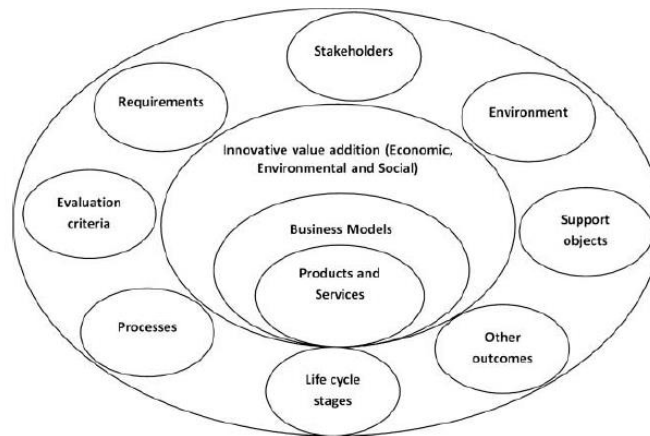 Stakeholders
Requirements
Environment
Innovative value addition (Economic,
Environmental and Social)
Evaluation
criteria
Business Models
Support
objects
Products and
Services
Processes
Other
outcomes
Life cycle
stages